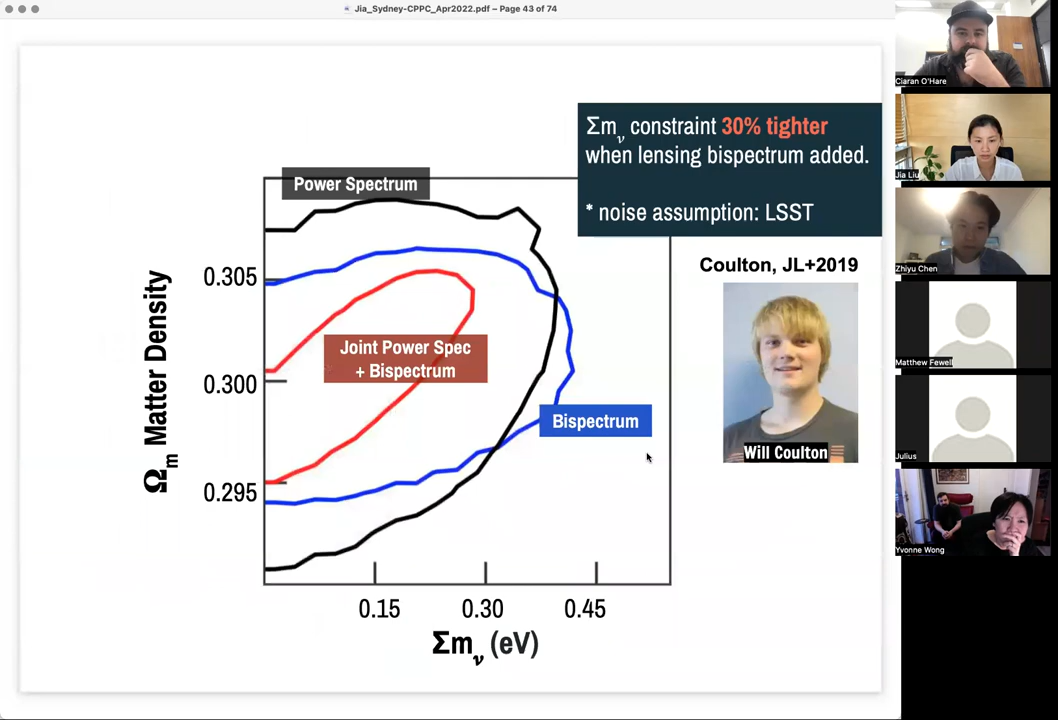 Jia_Sydney-CPPC_Apr2022.pdf – Page 43 of 74
Σmν constraint 30% tighter
when lensing bispectrum added.
* noise assumption: LSST
Power Spectrum
Coulton, JL+2019
0.305
0.300
0.295
Ωm Matter Density
Joint Power Spec
+ Bispectrum
Bispectrum
Will Coulton
0.15
0.30
0.45
Σmν (eV)
Ciaran O'Hare
Jia Liu
Zhiyu Chen
Matthew Fewell
Julius
Yvonne Wong